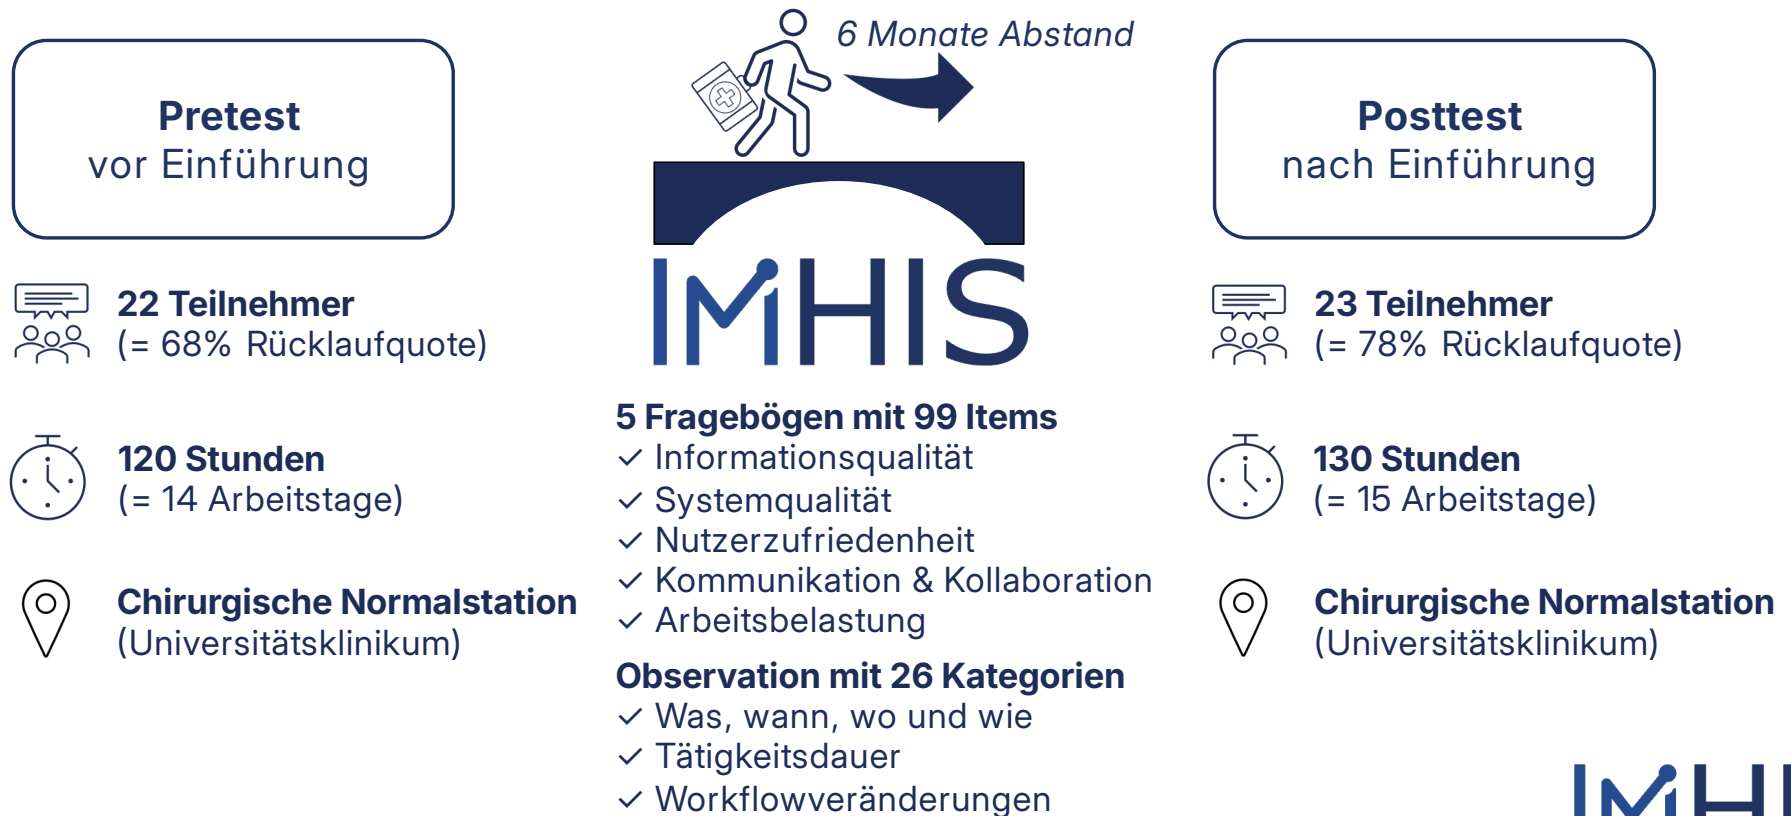 Pretest
vor Einführung
22 Teilnehmer
(= 68% Rücklaufquote)
120 Stunden
(= 14 Arbeitstage)
Chirurgische Normalstation
(Universitätsklinikum)
6 Monate Abstand
IMHIS
5 Fragebögen mit 99 Items
✓ Informationsqualität
✓ Systemqualität
✓ Nutzerzufriedenheit
✓ Kommunikation & Kollaboration
✓ Arbeitsbelastung
Observation mit 26 Kategorien
✓ Was, wann, wo und wie
✓ Tätigkeitsdauer
✓ Workflowveränderungen
Posttest
nach Einführung
23 Teilnehmer
(= 78% Rücklaufquote)
130 Stunden
(= 15 Arbeitstage)
Chirurgische Normalstation
(Universitätsklinikum)
IMHI